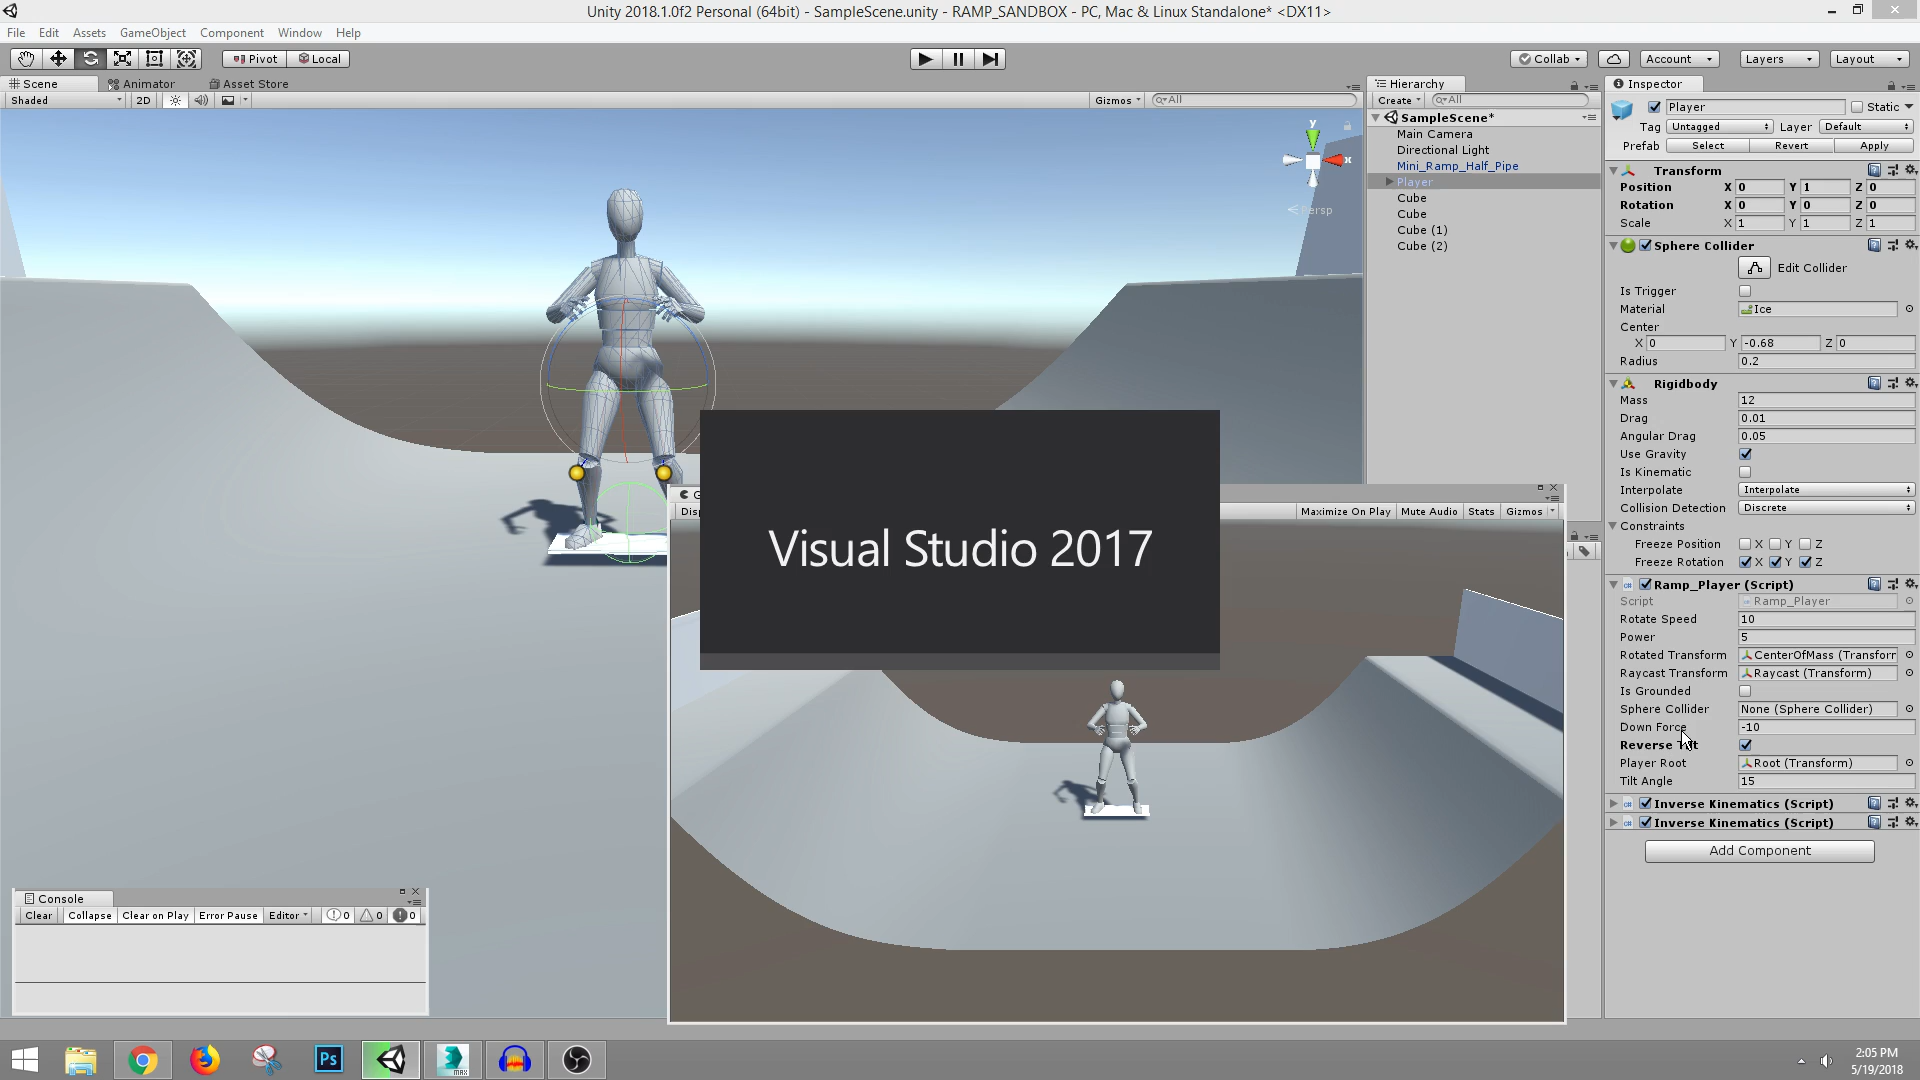 Unity 2018.1.0f2 Personal (64bit) - SampleScene.unity - RAMP_SANDBOX - PC, Mac & Linux Standalone* <DX11>
File Edit Assets GameObject Component Window Help
Pivot Local
Collab Account Layers Layout
Scene Animator Asset Store
Shaded 2D Gizmos All
y
x
Persp
Hierarchy
Create All
SampleScene*
Main Camera
Directional Light
Mini_Ramp_Half_Pipe
Player
Cube
Cube
Cube (1)
Cube (2)
Inspector
Player Static
Tag Untagged Layer Default
Prefab Select Revert Apply
Transform
Position X 0 Y 1 Z 0
Rotation X 0 Y 0 Z 0
Scale X 1 Y 1 Z 1
Sphere Collider
Edit Collider
Is Trigger
Material Ice
Center
X 0 Y -0.68 Z 0
Radius 0.2
Rigidbody
Mass 12
Drag 0.01
Angular Drag 0.05
Use Gravity
Is Kinematic
Interpolate Interpolate
Collision Detection Discrete
Constraints
Freeze Position X Y Z
Freeze Rotation X Y Z
Ramp_Player (Script)
Script Ramp_Player
Rotate Speed 10
Power 5
Rotated Transform CenterOfMass (Transform
Raycast Transform Raycast (Transform)
Is Grounded
Sphere Collider None (Sphere Collider)
Down Force -10
Reverse Tilt
Player Root Root (Transform)
Tilt Angle 15
Inverse Kinematics (Script)
Inverse Kinematics (Script)
Add Component
Visual Studio 2017
Maximize On Play Mute Audio Stats Gizmos
Console
Clear Collapse Clear on Play Error Pause Editor 0 0 0
Ps
MAX
2:05 PM
5/19/2018